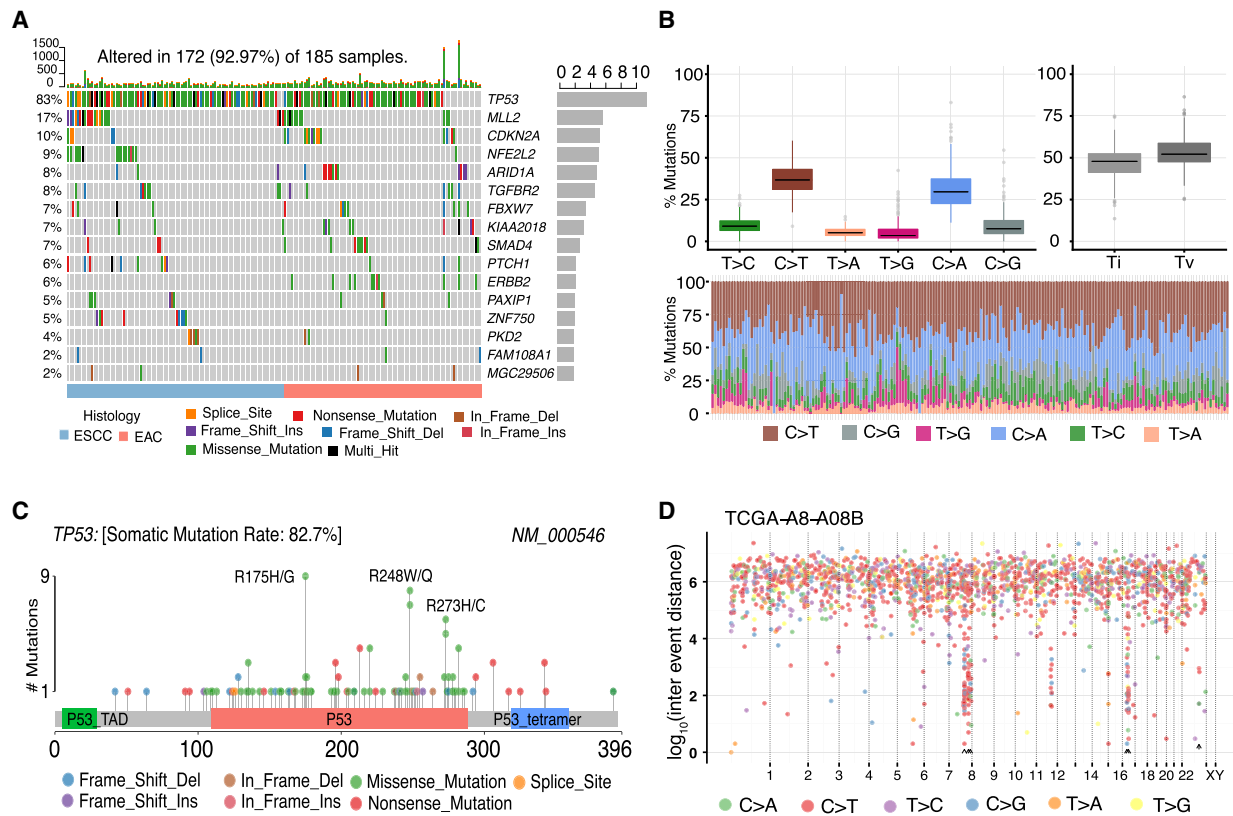 A
1500
1000
500
0
Altered in 172 (92.97%) of 185 samples.
0 2 4 6 8 10
83% TP53
17% MLL2
10% CDKN2A
9% NFE2L2
8% ARID1A
8% TGFBR2
7% FBXW7
7% KIAA2018
7% SMAD4
6% PTCH1
6% ERBB2
5% PAXIP1
5% ZNF750
4% PKD2
2% FAM108A1
2% MGC29506
Histology
ESCC EAC
Splice_Site Nonsense_Mutation In_Frame_Del
Frame_Shift_Ins Frame_Shift_Del In_Frame_Ins
Missense_Mutation Multi_Hit
B
% Mutations
100
75
50
25
0
T>C C>T T>A T>G C>A C>G
100
75
50
25
0
Ti Tv
% Mutations
100
75
50
25
0
C>T C>G T>G C>A T>C T>A
C
TP53: [Somatic Mutation Rate: 82.7%] NM_000546
# Mutations
9
1
R175H/G R248W/Q
R273H/C
P53_TAD P53 P53_tetramer
0 100 200 300 396
Frame_Shift_Del In_Frame_Del Missense_Mutation Splice_Site
Frame_Shift_Ins In_Frame_Ins Nonsense_Mutation
D
TCGA-A8-A08B
log10(inter event distance)
6
4
2
0
1 2 3 4 5 6 7 8 9 10 11 12 14 16 18 20 22 XY
C>A C>T T>C C>G T>A T>G